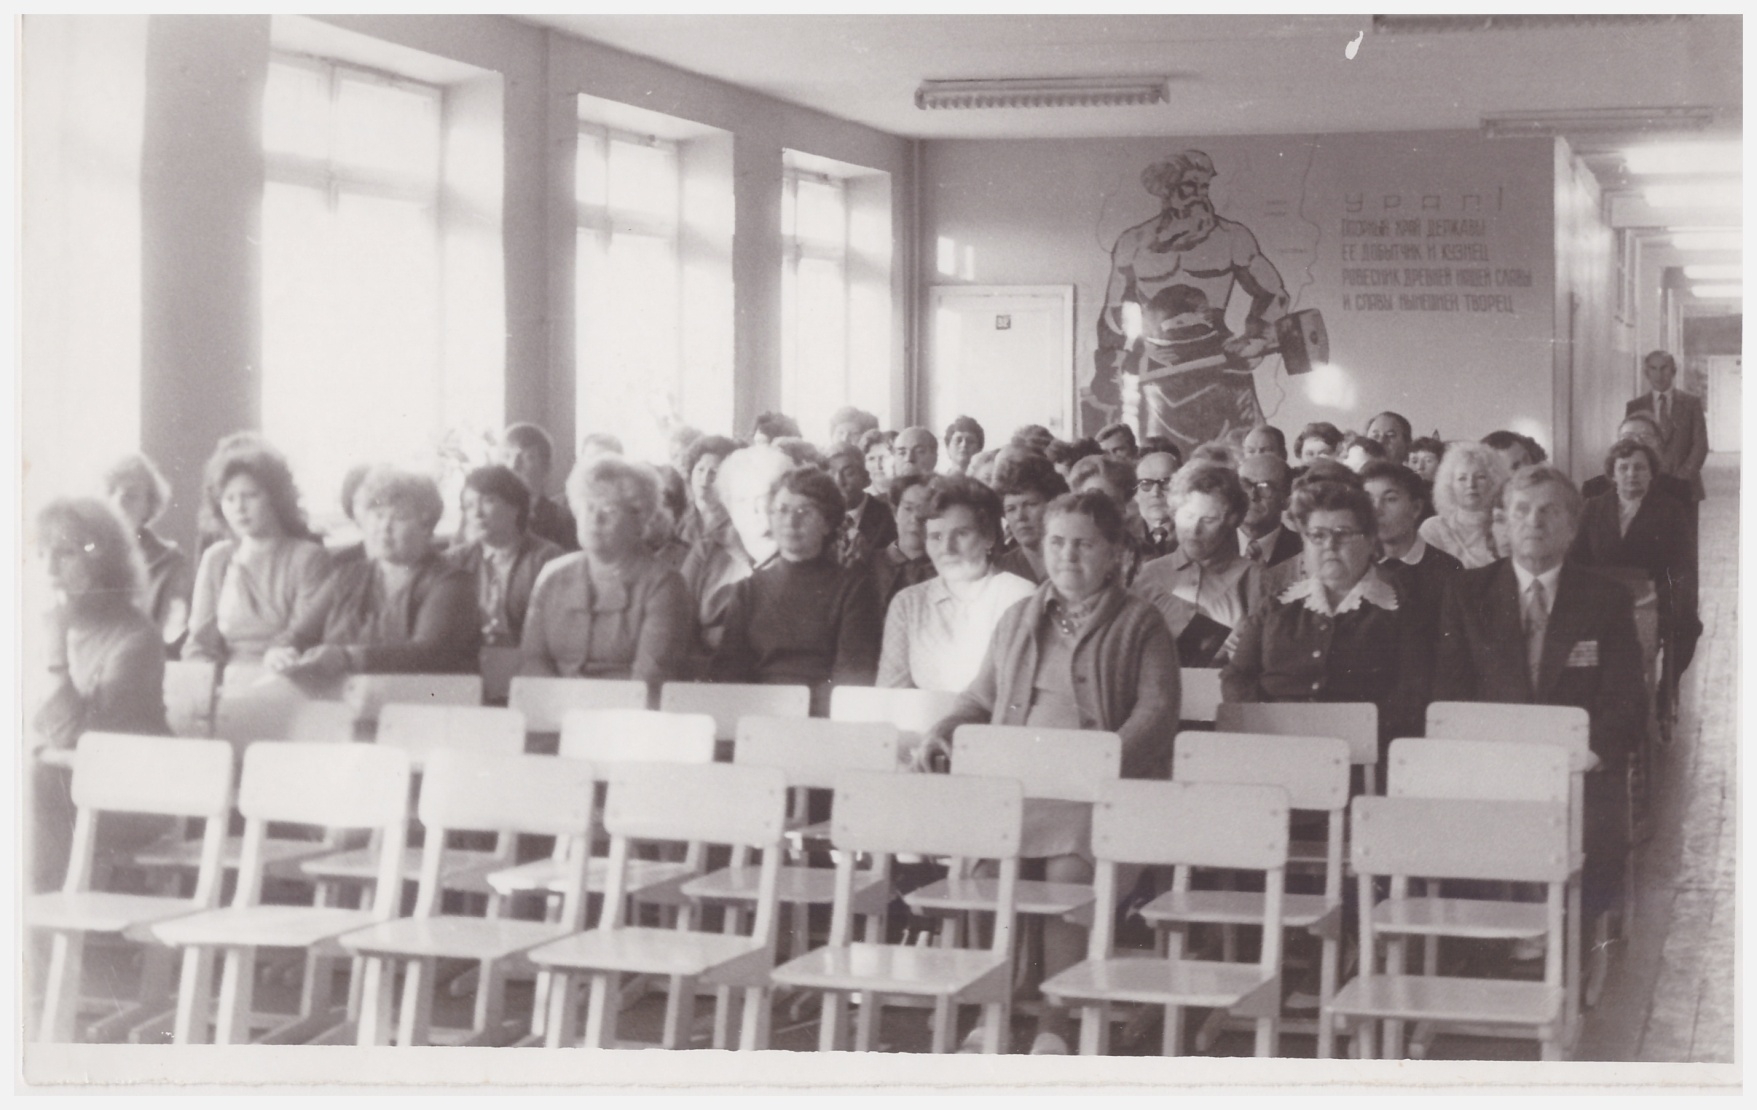 УРАЛ!
ОПОРНЫЙ КРАЙ ДЕРЖАВЫ
ЕЕ ДОБЫТЧИК И КУЗНЕЦ
РОВЕСНИК ДРЕВНЕЙ НАШЕЙ СЛАВЫ
И СЛАВЫ НЫНЕШНЕЙ ТВОРЕЦ